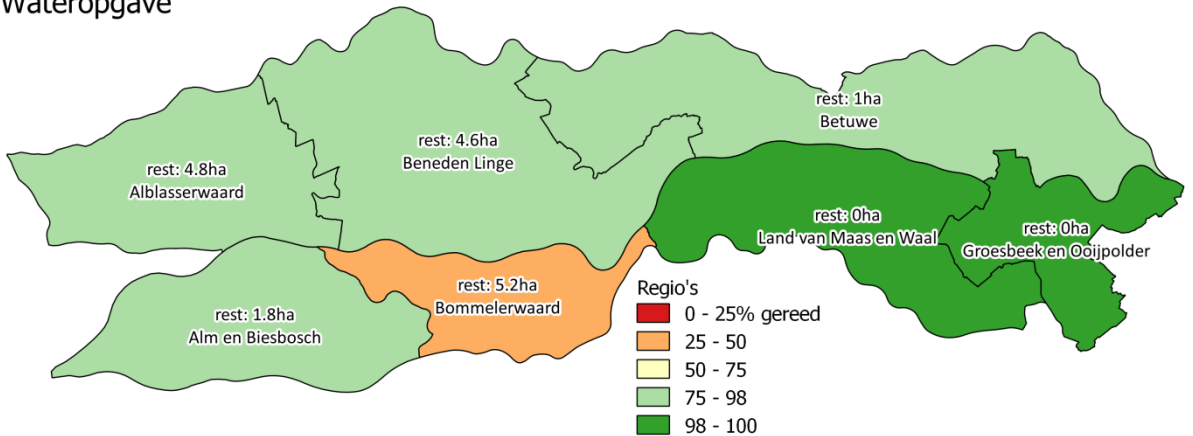 Wateropgave
rest: 1ha
Betuwe
rest: 4.6ha
Beneden Linge
rest: 4.8ha
Alblasserwaard
rest: 0ha
Land van Maas en Waal
rest: 0ha
Groesbeek en Ooijpolder
rest: 5.2ha
Bommelerwaard
rest: 1.8ha
Alm en Biesbosch
Regio's
0 - 25% gereed
25 - 50
50 - 75
75 - 98
98 - 100